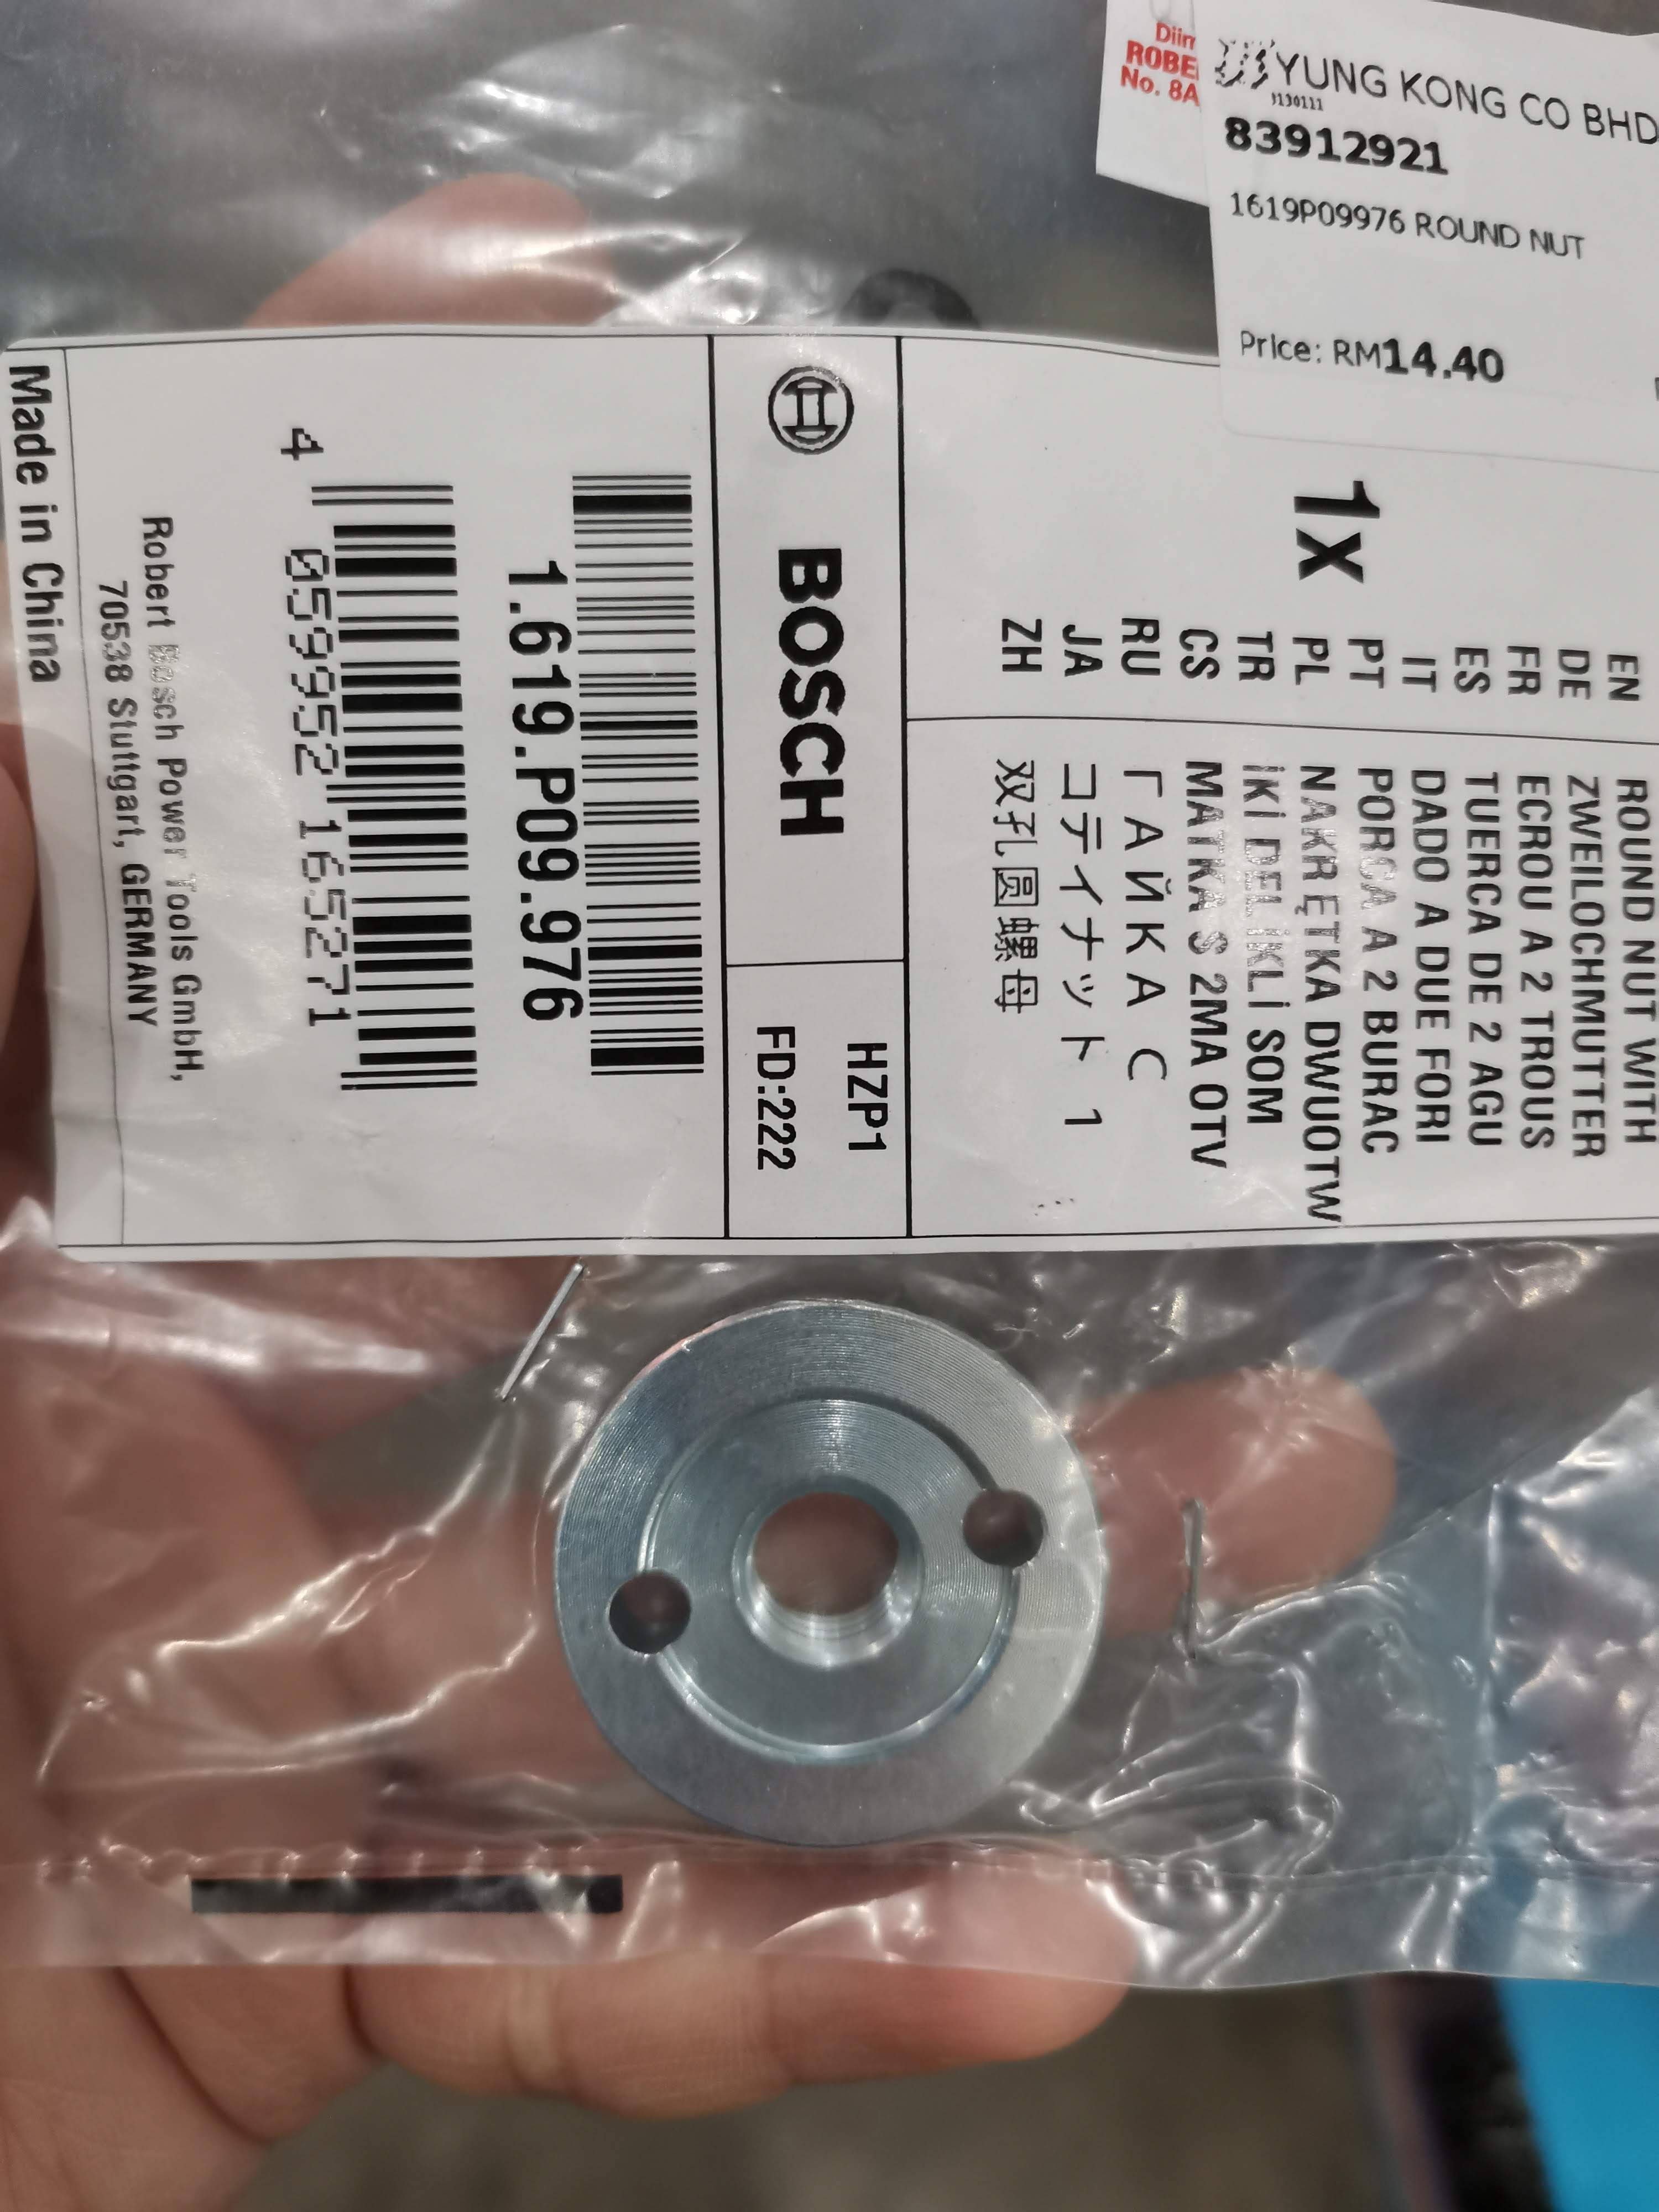 Diim
ROBE
No. 8A
YUNG KONG CO BHD
83912921
1619P09976 ROUND NUT
Price: RM14.40
1x
EN ROUND NUT WITH
DE ZWEILOCHMUTTER
FR ECROU A 2 TROUS
ES TUERCA DE 2 AGU
IT DADO A DUE FORI
PT PORCA A 2 BURAC
PL NAKRĘTKA DWUOTW
TR İKİ DELİKLİ SOM
CS MATKA S 2MA OTV
RU ГАЙКА С
JA コテイナット 1
ZH 双孔圆螺母
BOSCH
HZP1
FD:222
1.619.P09.976
4 059952 165271
Robert Bosch Power Tools GmbH,
70538 Stuttgart, GERMANY
Made in China